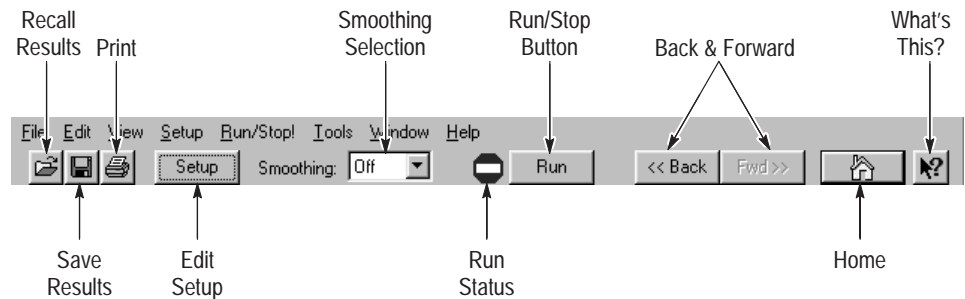 Recall
Results
Print
Smoothing
Selection
Run/Stop
Button
Back & Forward
What's
This?
File Edit View Setup Run/Stop! Tools Window Help
Setup Smoothing: Off Run << Back Fwd >> ?
Save
Results
Edit
Setup
Run
Status
Home